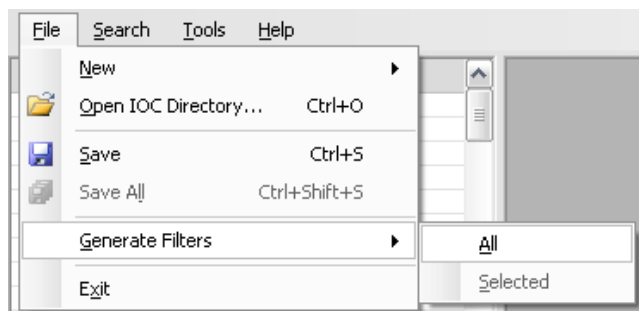 File Search Tools Help
New
Open IOC Directory... Ctrl+O
Save Ctrl+S
Save All Ctrl+Shift+S
Generate Filters All
Selected
Exit